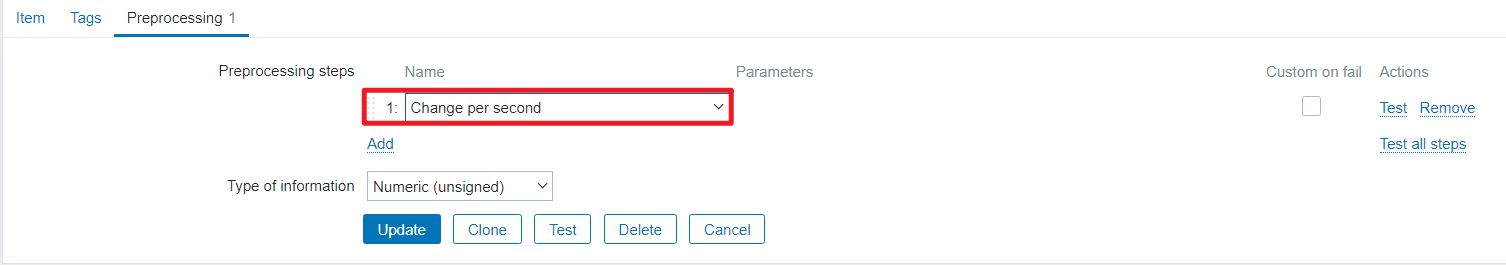 Item Tags Preprocessing 1
Preprocessing steps Name Parameters Custom on fail Actions
1: Change per second Test Remove
Add Test all steps
Type of information Numeric (unsigned)
Update Clone Test Delete Cancel